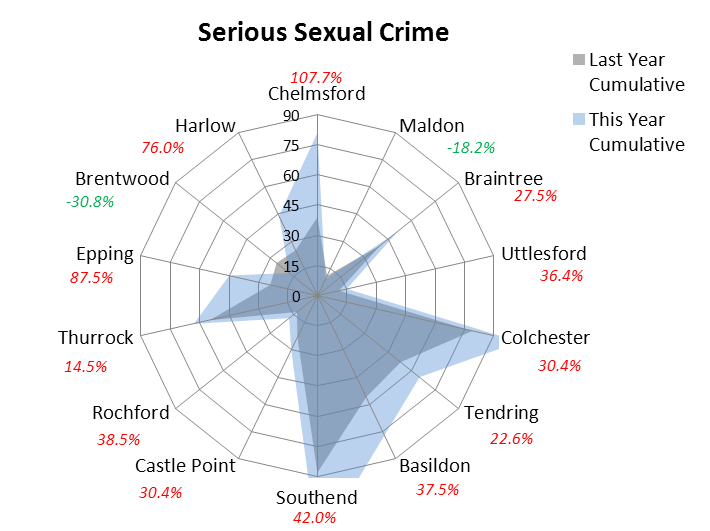 Serious Sexual Crime
Last Year
Cumulative
This Year
Cumulative
107.7%
Chelmsford
Maldon
-18.2%
Braintree
27.5%
Uttlesford
36.4%
Colchester
30.4%
Tendring
22.6%
Basildon
37.5%
Southend
42.0%
Castle Point
30.4%
Rochford
38.5%
Thurrock
14.5%
Epping
87.5%
Brentwood
-30.8%
Harlow
76.0%
90
75
60
45
30
15
0